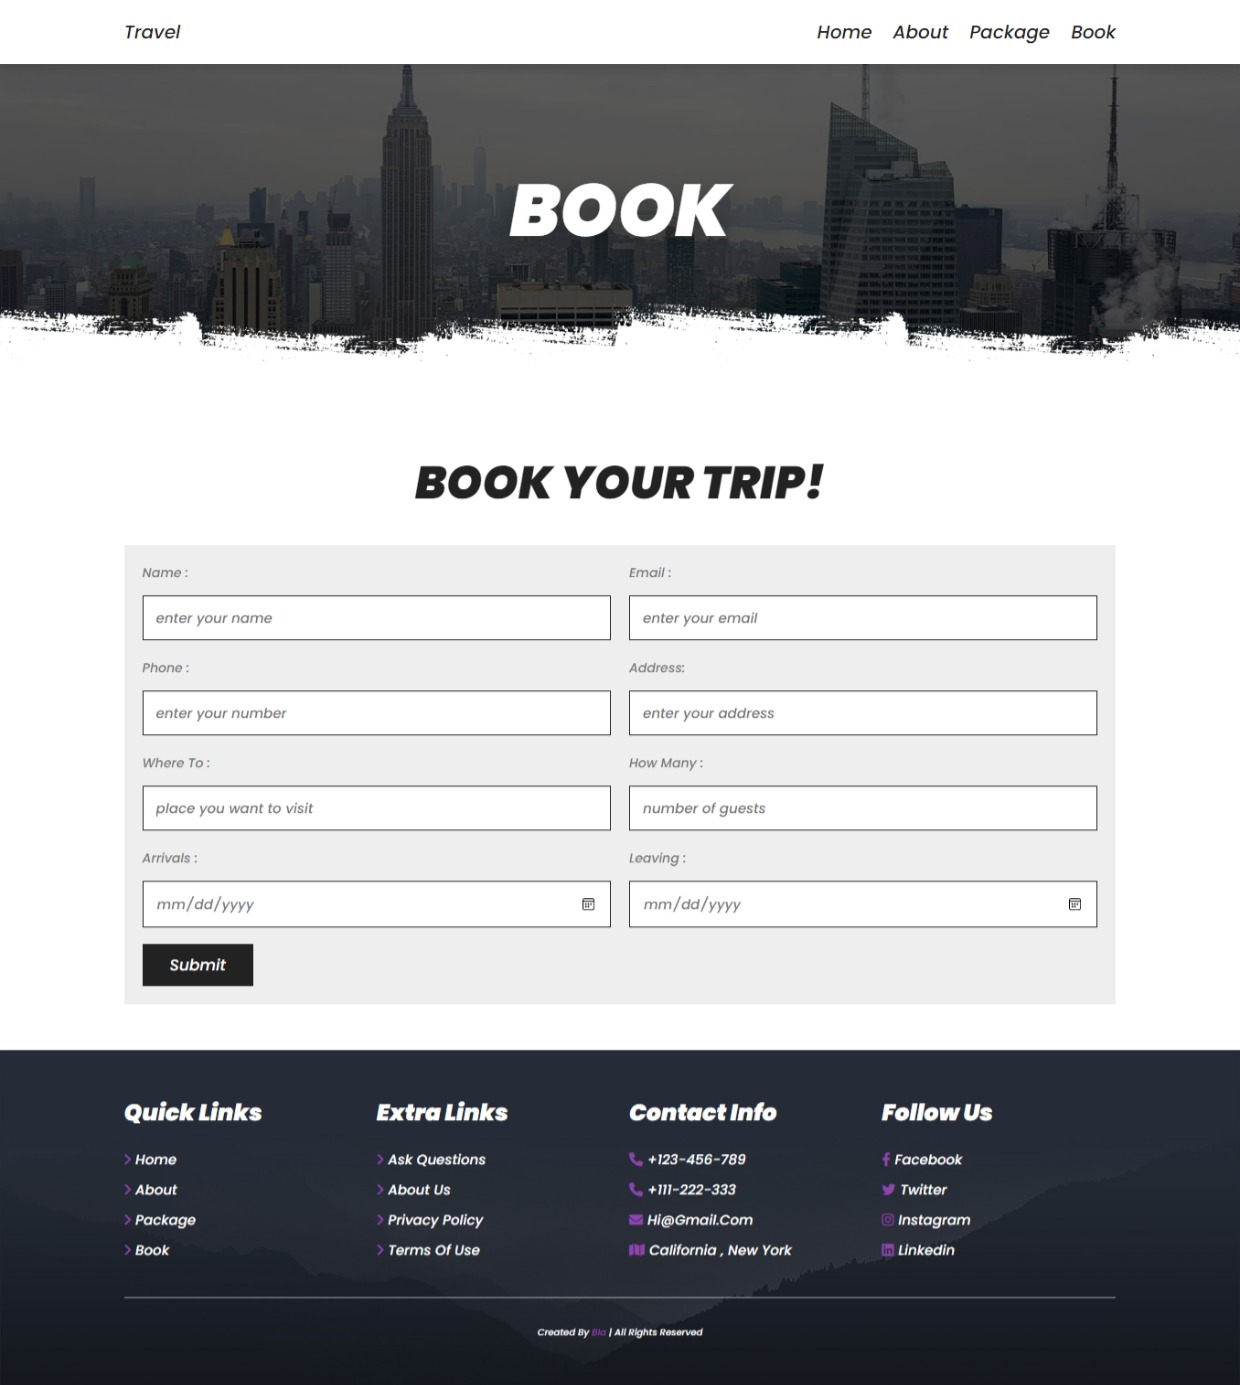 Travel
Home About Package Book
BOOK
BOOK YOUR TRIP!
Name : Email :
enter your name enter your email
Phone : Address:
enter your number enter your address
Where To : How Many :
place you want to visit number of guests
Arrivals : Leaving :
mm/dd/yyyy mm/dd/yyyy
Submit
Quick Links Extra Links Contact Info Follow Us
Home Ask Questions +123-456-789 Facebook
About About Us +111-222-333 Twitter
Package Privacy Policy Hi@Gmail.Com Instagram
Book Terms Of Use California , New York Linkedin
Created By Bla | All Rights Reserved